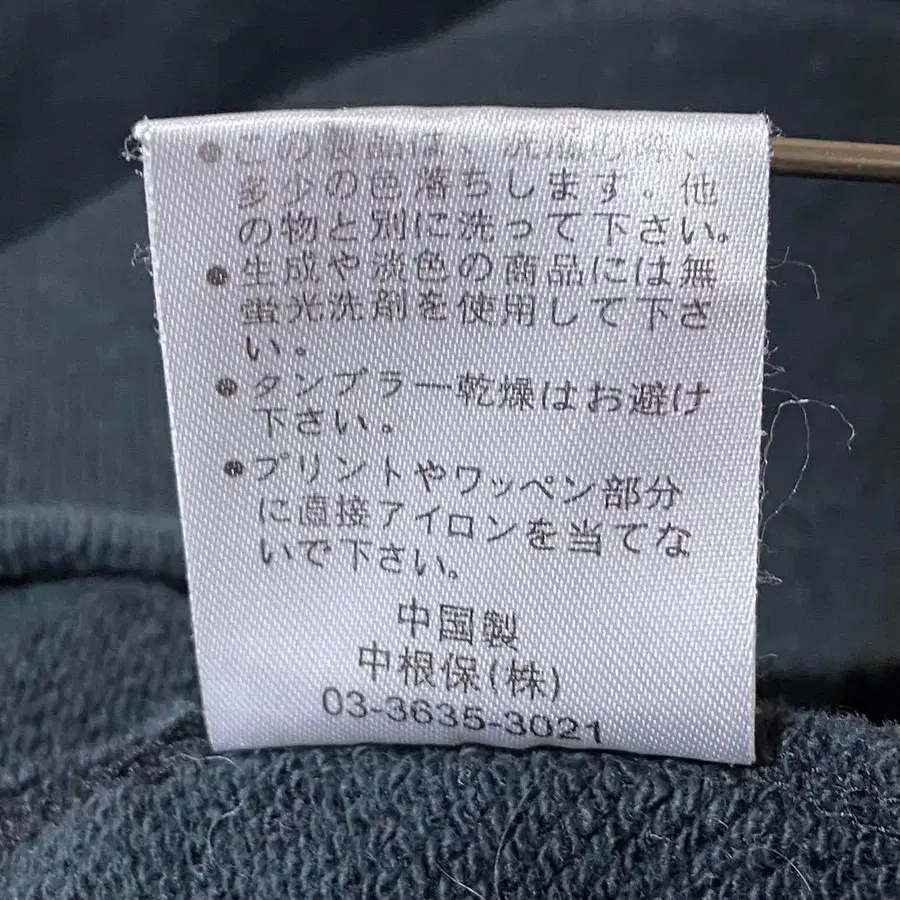 ●この製品は、洗濯の際、
多少の色落ちします。他
の物と別に洗って下さい。
●生成や淡色の商品には無
蛍光洗剤を使用して下さ
い。
●タンブラー乾燥はお避け
下さい。
●プリントやワッペン部分
に直接アイロンを当てな
いで下さい。
中国製
中根保(株)
03-3635-3021